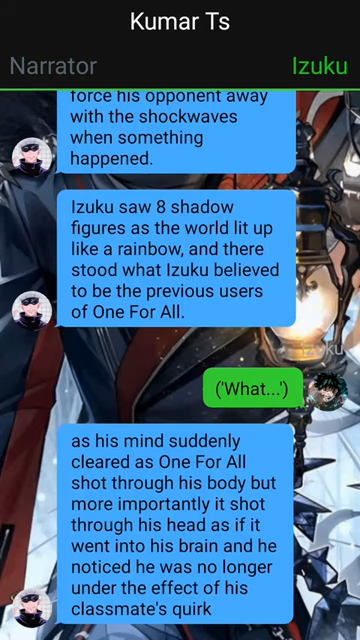 Kumar Ts
Narrator
Izuku
force his opponent away
with the shockwaves
when something
happened.
Izuku saw 8 shadow
figures as the world lit up
like a rainbow, and there
stood what Izuku believed
to be the previous users
of One For All.
Izuku
('What...')
as his mind suddenly
cleared as One For All
shot through his body but
more importantly it shot
through his head as if it
went into his brain and he
noticed he was no longer
under the effect of his
classmate's quirk